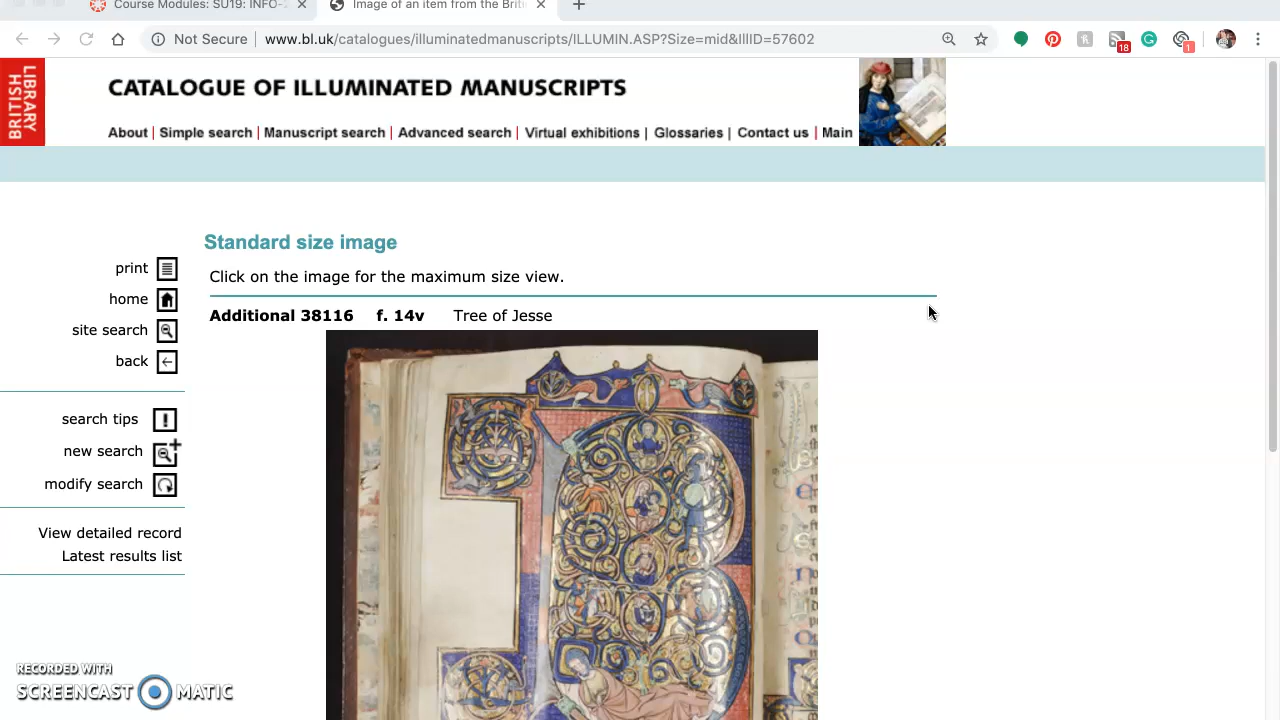 Course Modules: SU19: INFO-
Image of an item from the Briti
Not Secure www.bl.uk/catalogues/illuminatedmanuscripts/ILLUMIN.ASP?Size=mid&IllID=57602
18
1
BRITISH
LIBRARY
CATALOGUE OF ILLUMINATED MANUSCRIPTS
About | Simple search | Manuscript search | Advanced search | Virtual exhibitions | Glossaries | Contact us | Main
Standard size image
Click on the image for the maximum size view.
Additional 38116 f. 14v Tree of Jesse
print
home
site search
back
search tips
new search
modify search
View detailed record
Latest results list
RECORDED WITH
SCREENCAST MATIC